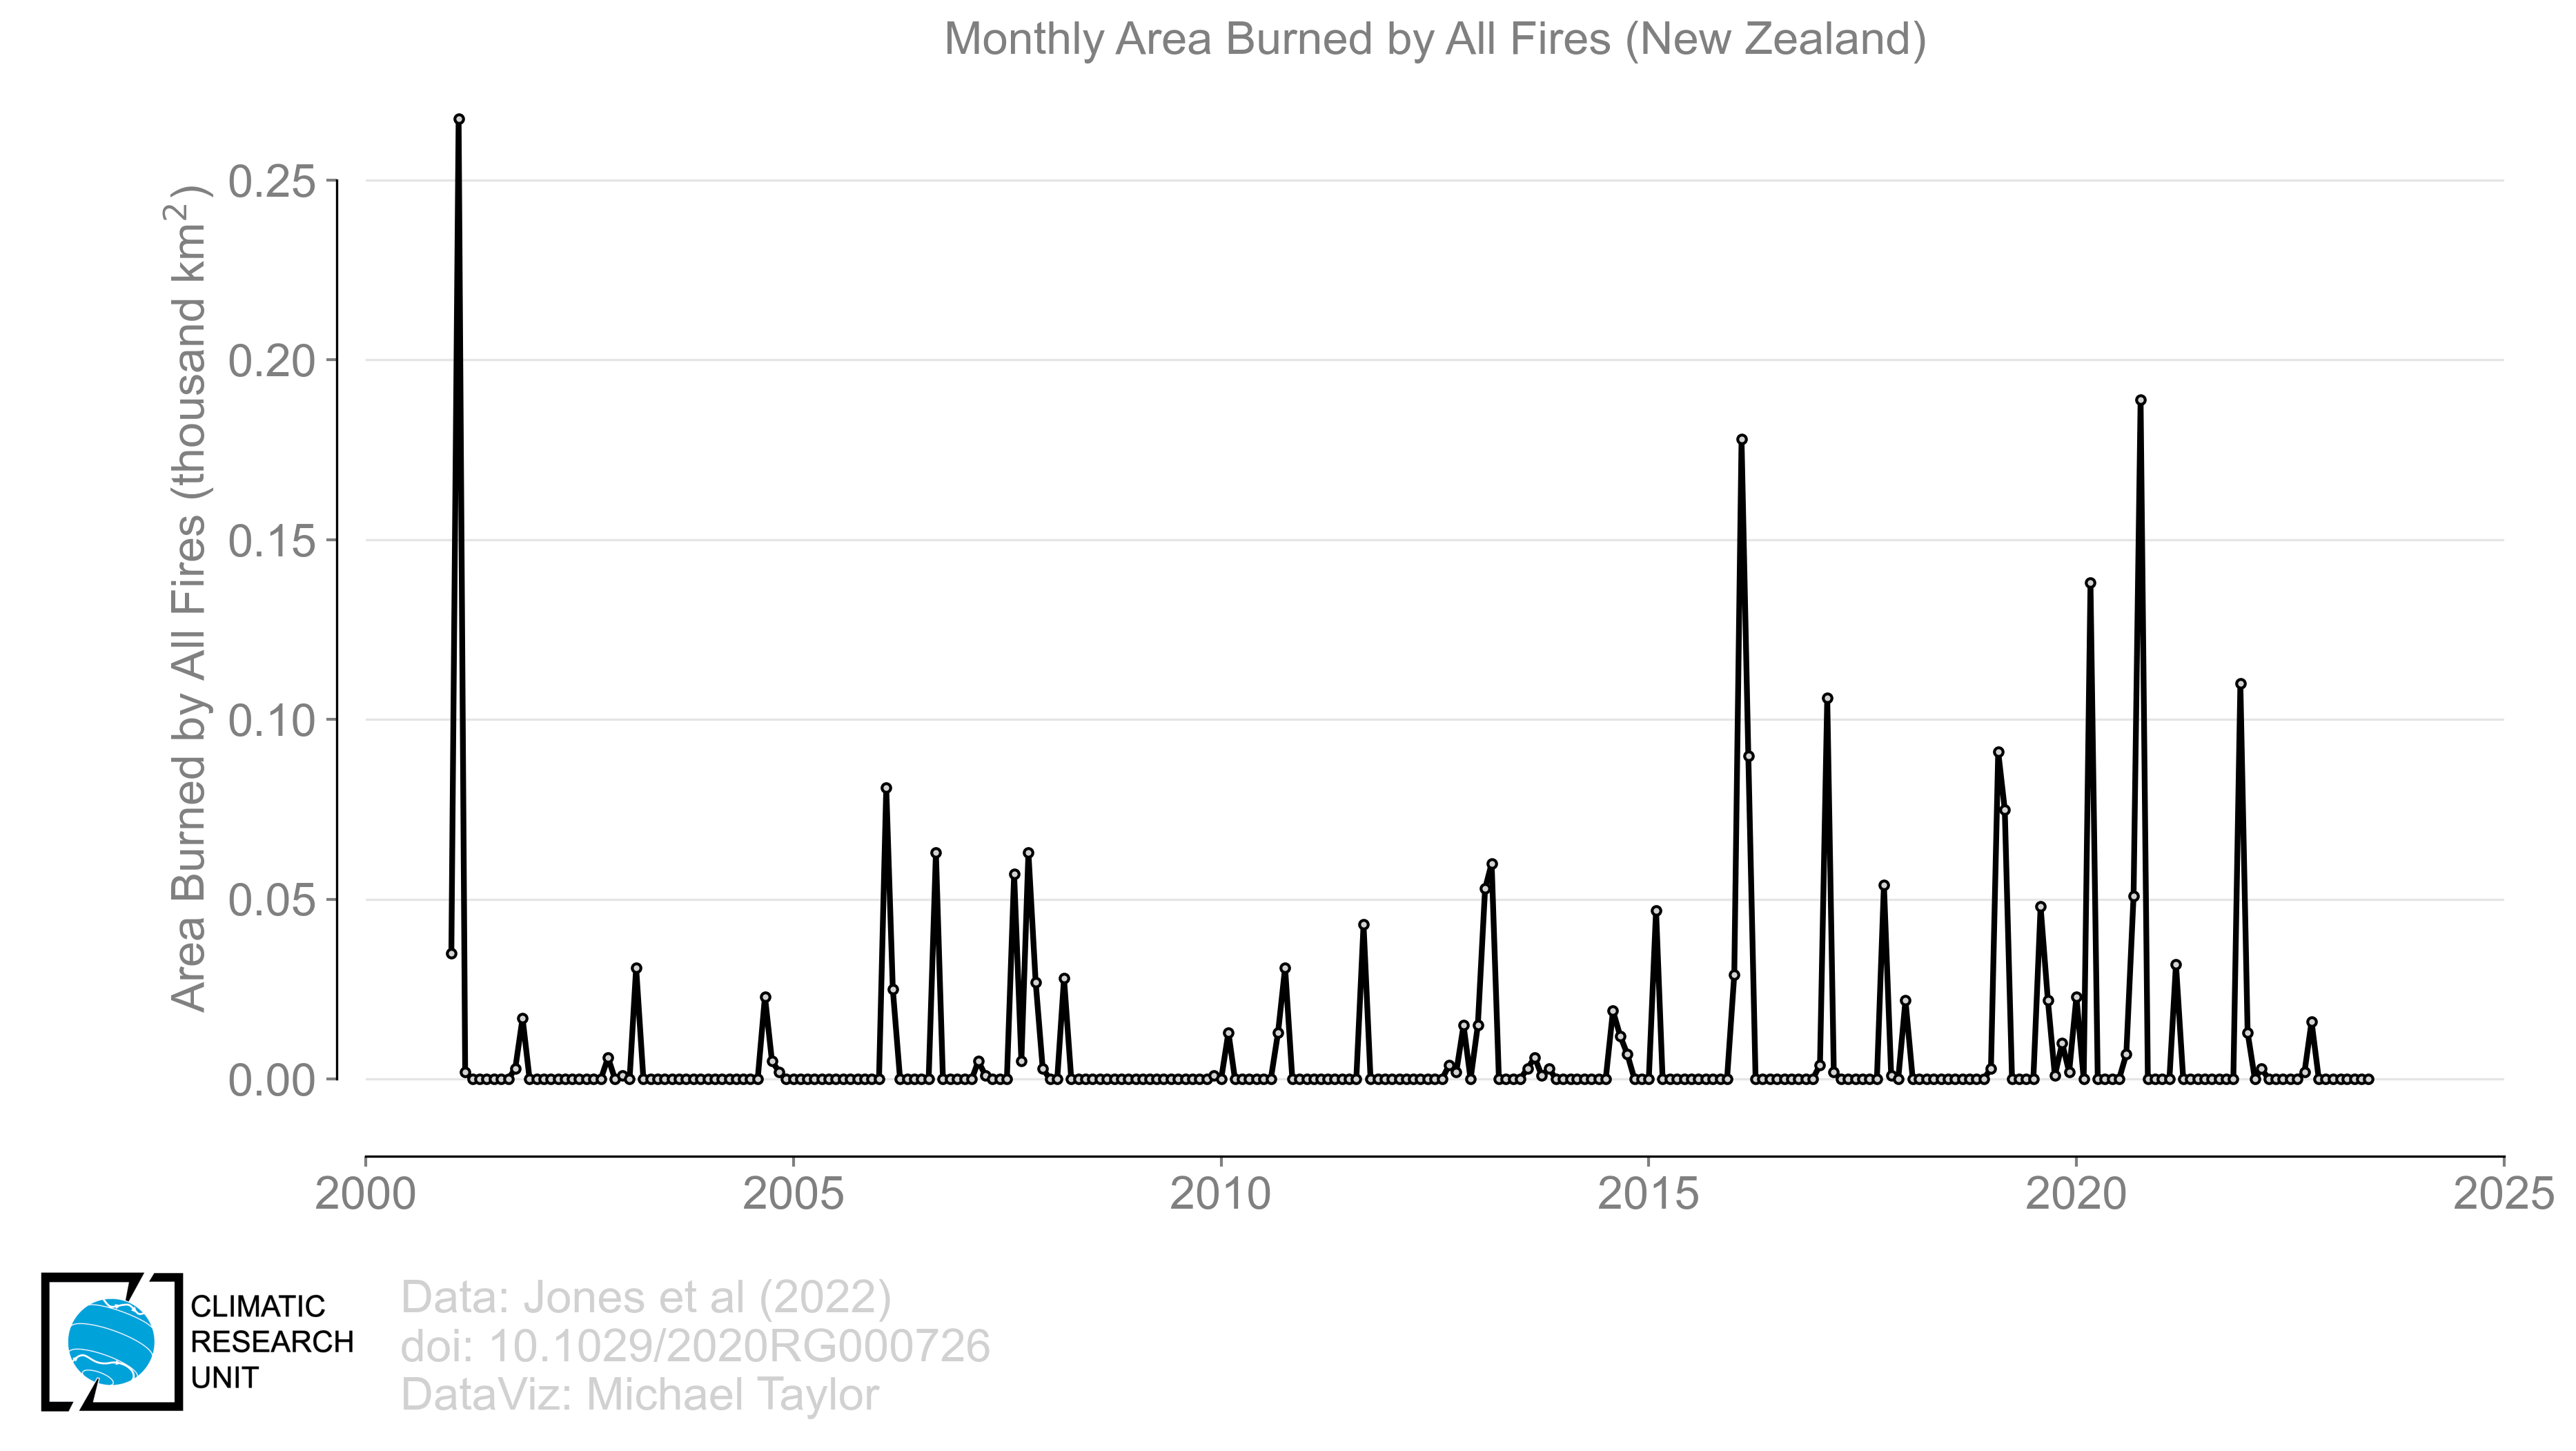 Monthly Area Burned by All Fires (New Zealand)
Area Burned by All Fires (thousand km²)
0.25
0.20
0.15
0.10
0.05
0.00
2000 2005 2010 2015 2020 2025
CLIMATIC
RESEARCH
UNIT
Data: Jones et al (2022)
doi: 10.1029/2020RG000726
DataViz: Michael Taylor